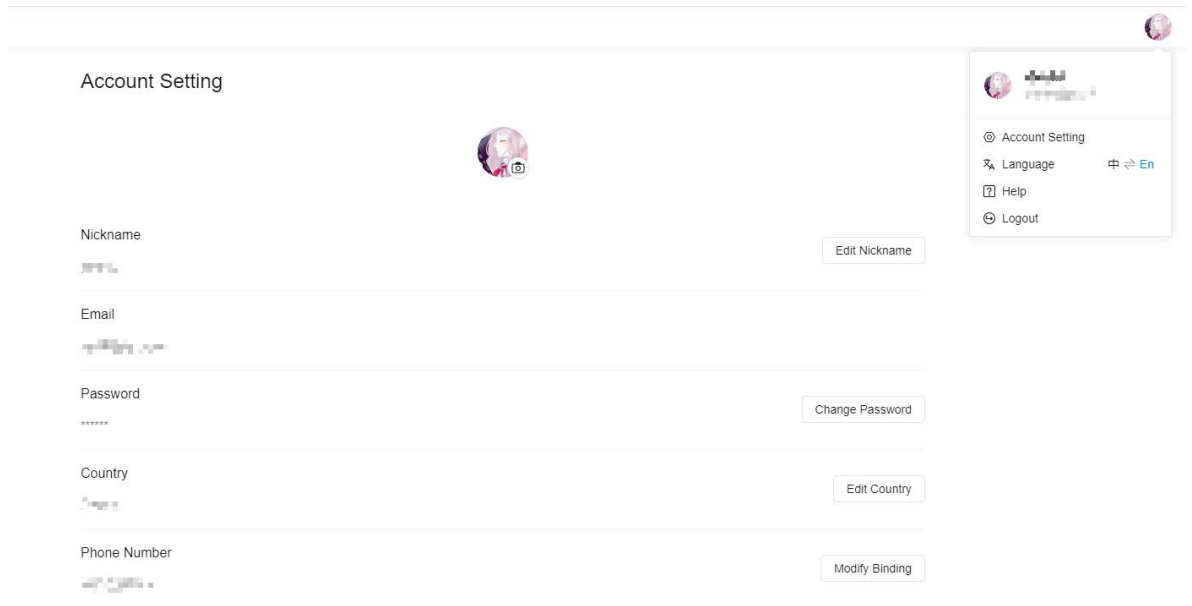 Account Setting
Account Setting
Language 中 ⇌ En
Help
Logout
Nickname
Edit Nickname
Email
Password
Change Password
******
Country
Edit Country
Phone Number
Modify Binding